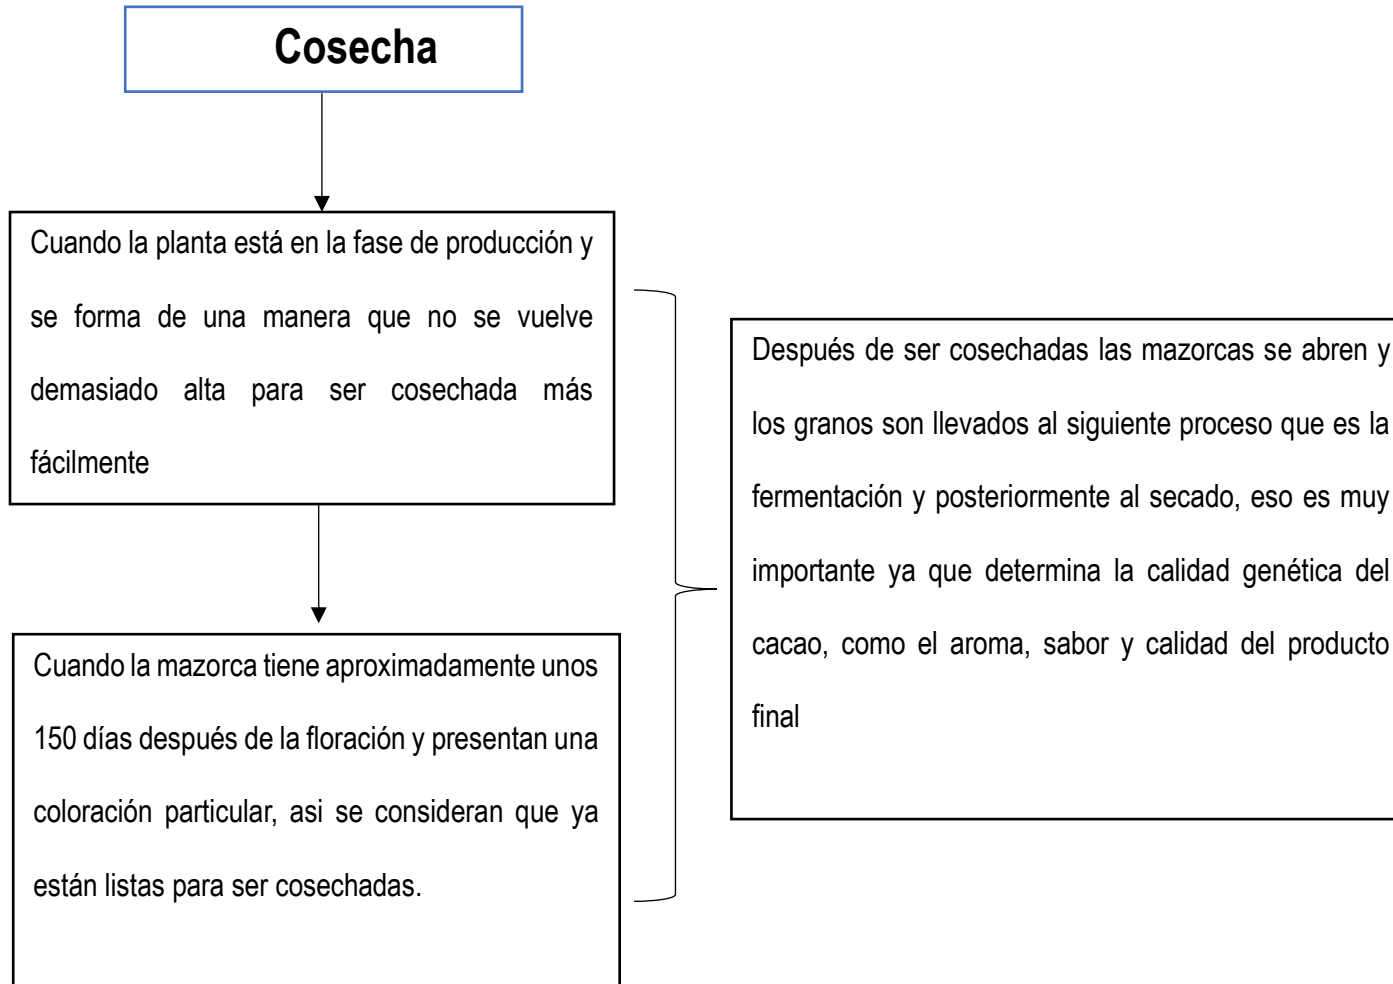 Cosecha
Cuando la planta está en la fase de producción y
se forma de una manera que no se vuelve
demasiado alta para ser cosechada más
fácilmente
Cuando la mazorca tiene aproximadamente unos
150 días después de la floración y presentan una
coloración particular, asi se consideran que ya
están listas para ser cosechadas.
Después de ser cosechadas las mazorcas se abren y
los granos son llevados al siguiente proceso que es la
fermentación y posteriormente al secado, eso es muy
importante ya que determina la calidad genética del
cacao, como el aroma, sabor y calidad del producto
final